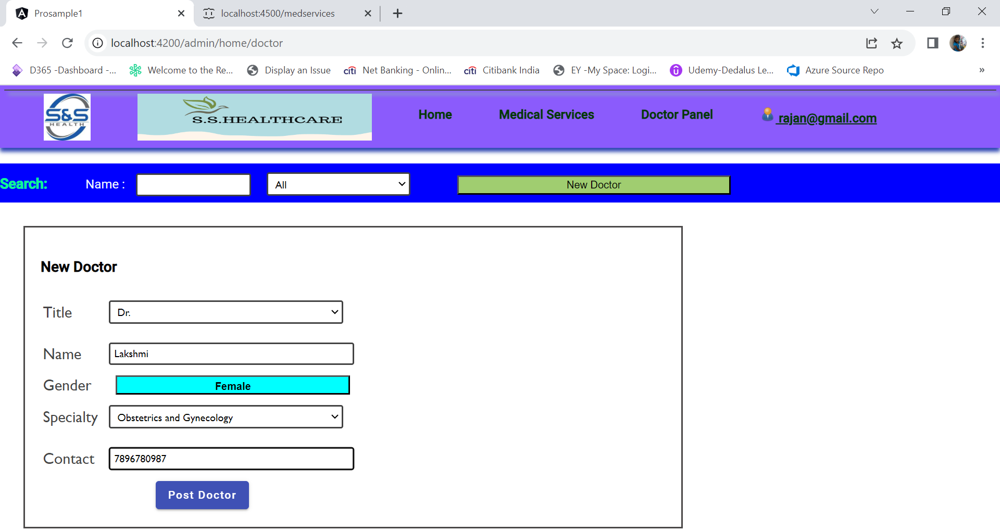 Prosample1
localhost:4500/medservices
localhost:4200/admin/home/doctor
D365 -Dashboard -... Welcome to the Re... Display an Issue citi Net Banking - Onlin... citi Citibank India EY -My Space: Logi... Udemy-Dedalus Le... Azure Source Repo »
S&S
HEALTH
S.S.HEALTHCARE
Home Medical Services Doctor Panel rajan@gmail.com
Search: Name : All New Doctor
New Doctor
Title Dr.
Name Lakshmi
Gender Female
Specialty Obstetrics and Gynecology
Contact 7896780987
Post Doctor